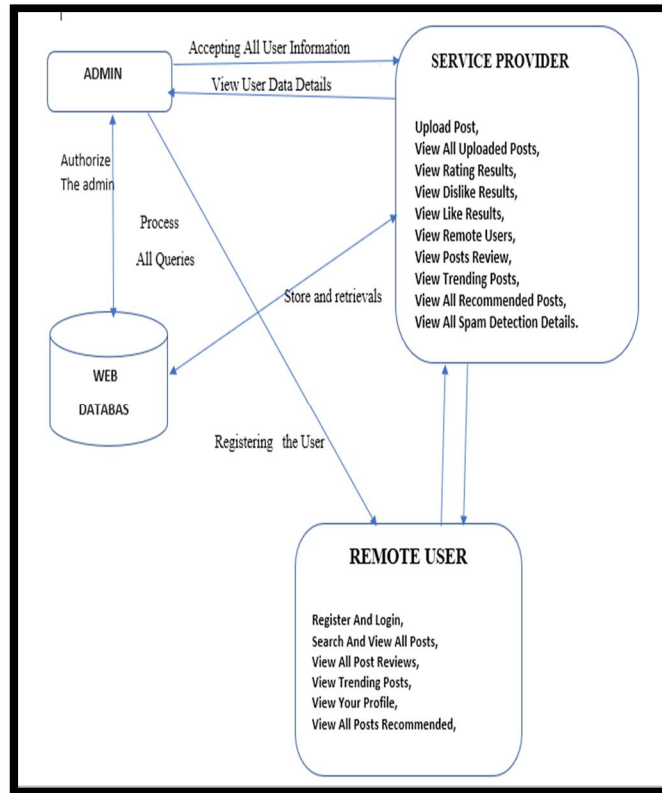 Accepting All User Information
ADMIN
View User Data Details
SERVICE PROVIDER
Upload Post,
View All Uploaded Posts,
View Rating Results,
View Dislike Results,
View Like Results,
View Remote Users,
View Posts Review,
View Trending Posts,
View All Recommended Posts,
View All Spam Detection Details.
Authorize
The admin
Process
All Queries
Store and retrievals
WEB
DATABAS
Registering the User
REMOTE USER
Register And Login,
Search And View All Posts,
View All Post Reviews,
View Trending Posts,
View Your Profile,
View All Posts Recommended,